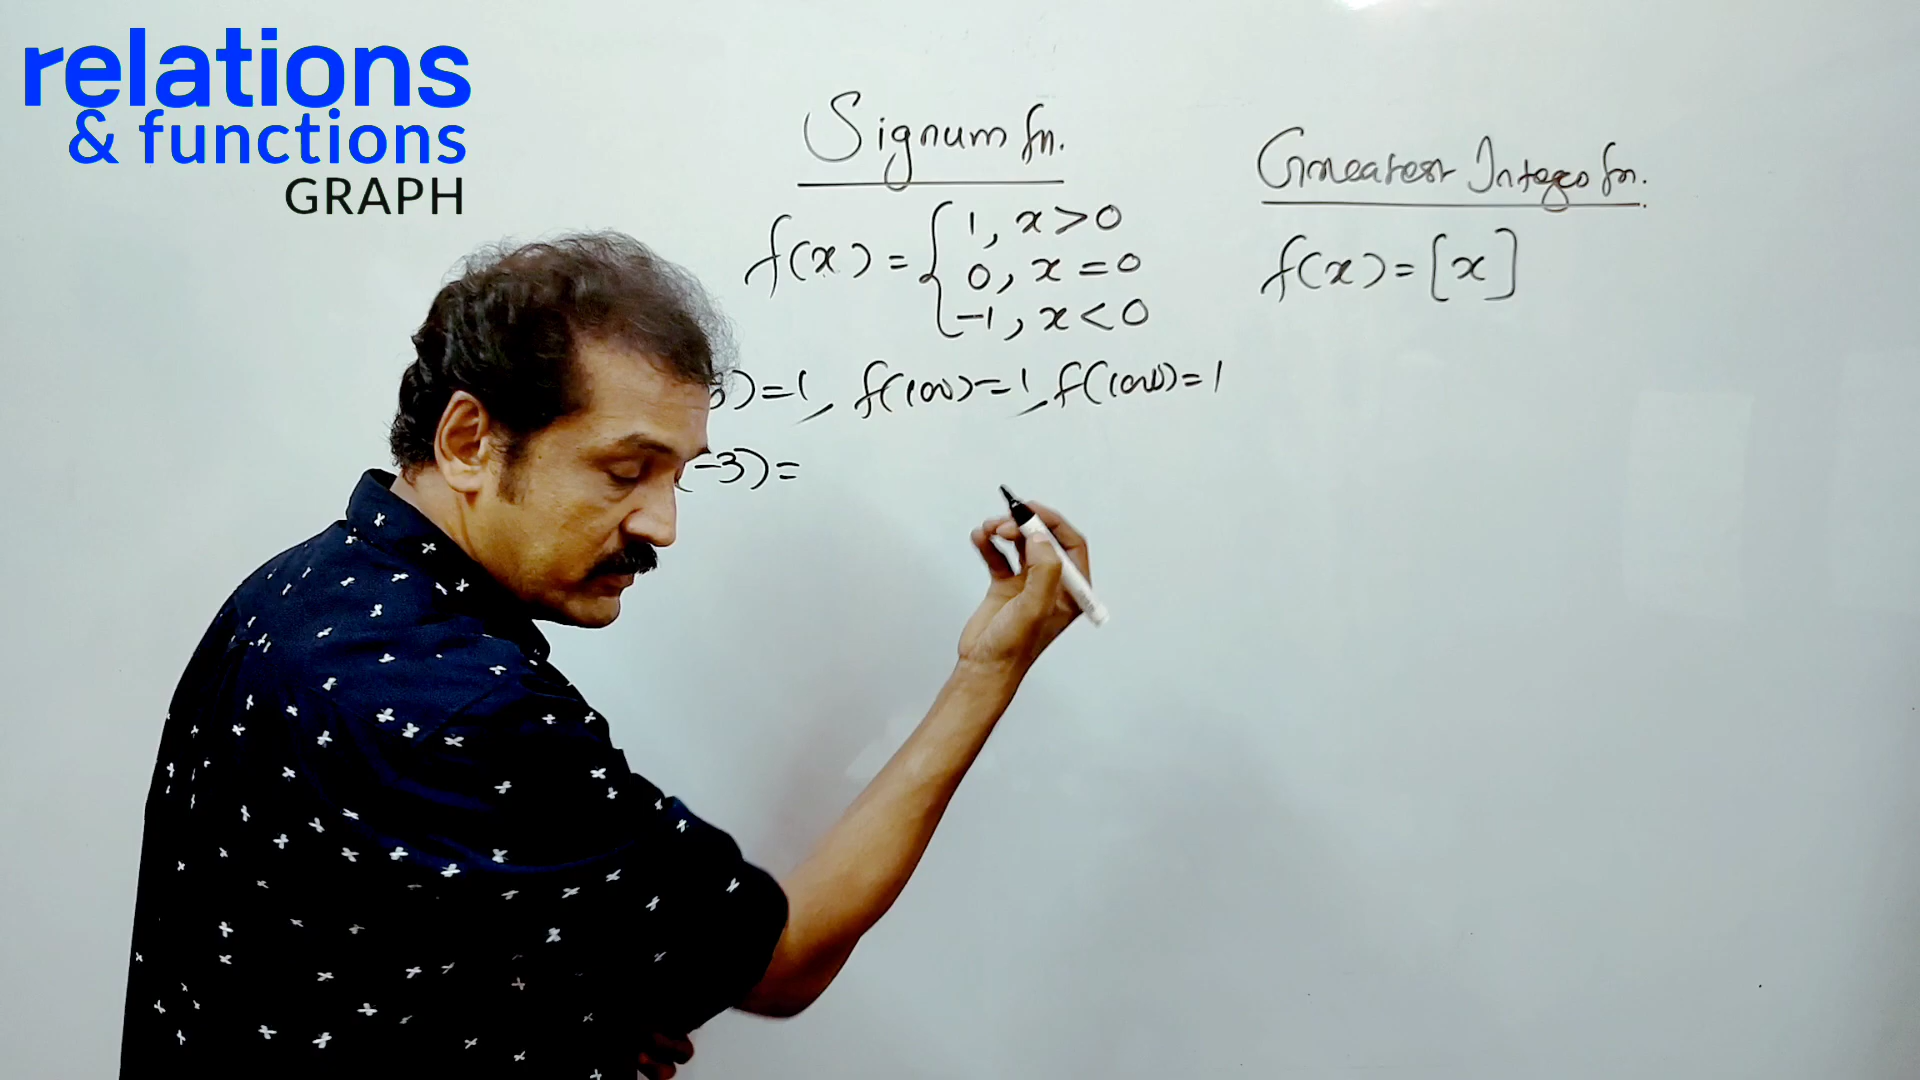 relations
& functions
GRAPH
Signum fn.
f(x) = { 1, x > 0
0, x = 0
-1, x < 0
3) = 1, f(100) = 1, f(1000) = 1
(-3) =
Greatest Integer fn.
f(x) = [x]